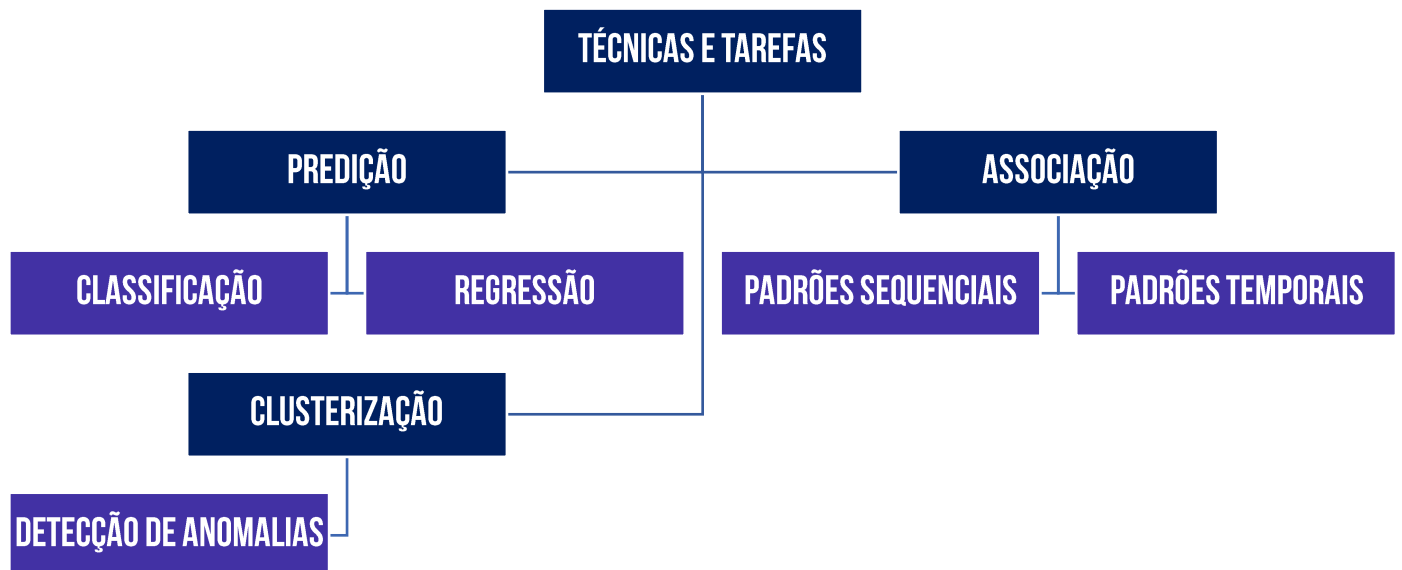 TÉCNICAS E TAREFAS
PREDIÇÃO
ASSOCIAÇÃO
CLASSIFICAÇÃO
REGRESSÃO
PADRÕES SEQUENCIAIS
PADRÕES TEMPORAIS
CLUSTERIZAÇÃO
DETECÇÃO DE ANOMALIAS